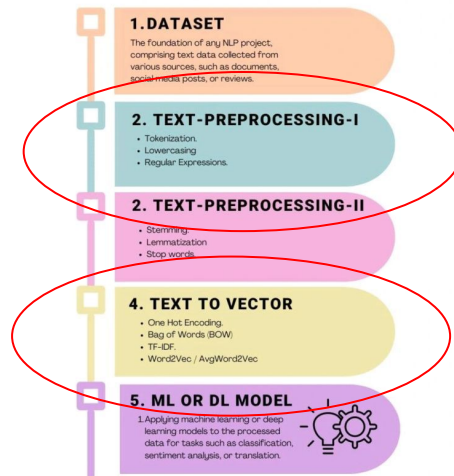 1. DATASET
The foundation of any NLP project,
comprising text data collected from
various sources, such as documents,
social media posts, or reviews.
2. TEXT-PREPROCESSING-I
• Tokenization.
• Lowercasing
• Regular Expressions.
2. TEXT-PREPROCESSING-II
• Stemming.
• Lemmatization
• Stop words.
4. TEXT TO VECTOR
• One Hot Encoding.
• Bag of Words (BOW)
• TF-IDF.
• Word2Vec / AvgWord2Vec
5. ML OR DL MODEL
1. Applying machine learning or deep
learning models to the processed
data for tasks such as classification,
sentiment analysis, or translation.